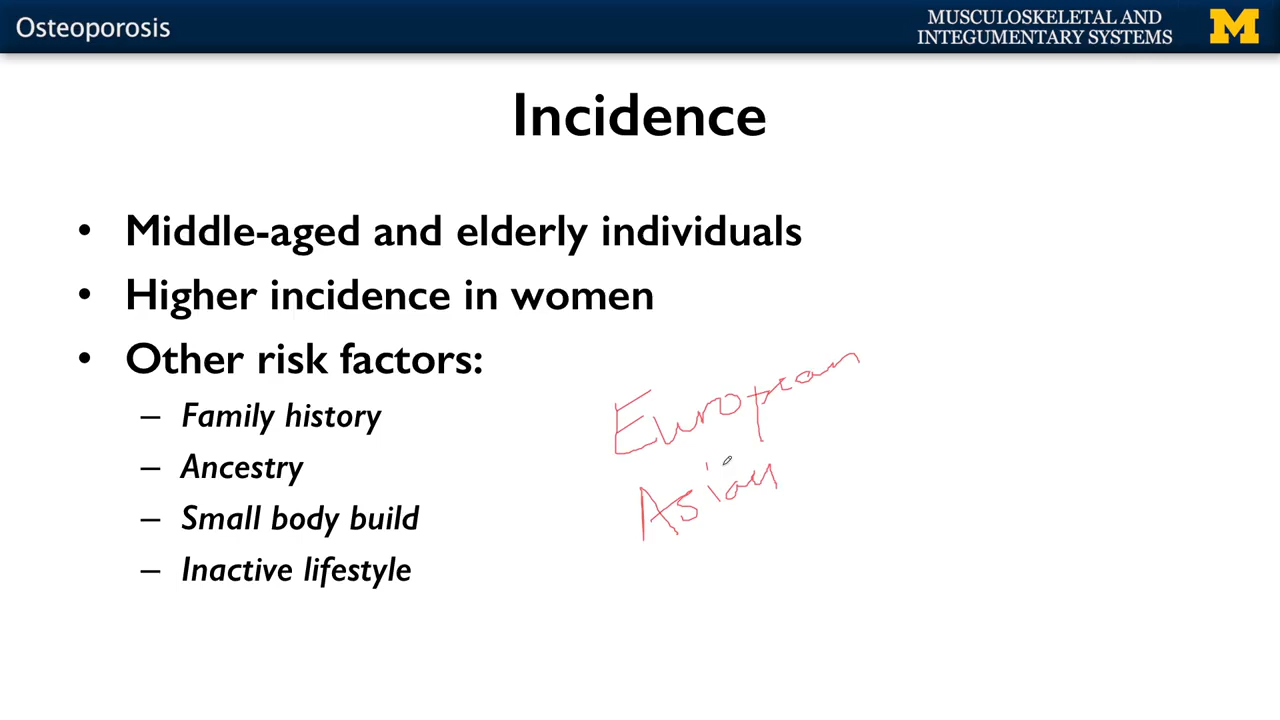 Osteoporosis
MUSCULOSKELETAL AND
INTEGUMENTARY SYSTEMS
M
Incidence
• Middle-aged and elderly individuals
• Higher incidence in women
• Other risk factors:
– Family history
– Ancestry
– Small body build
– Inactive lifestyle
European
Asian